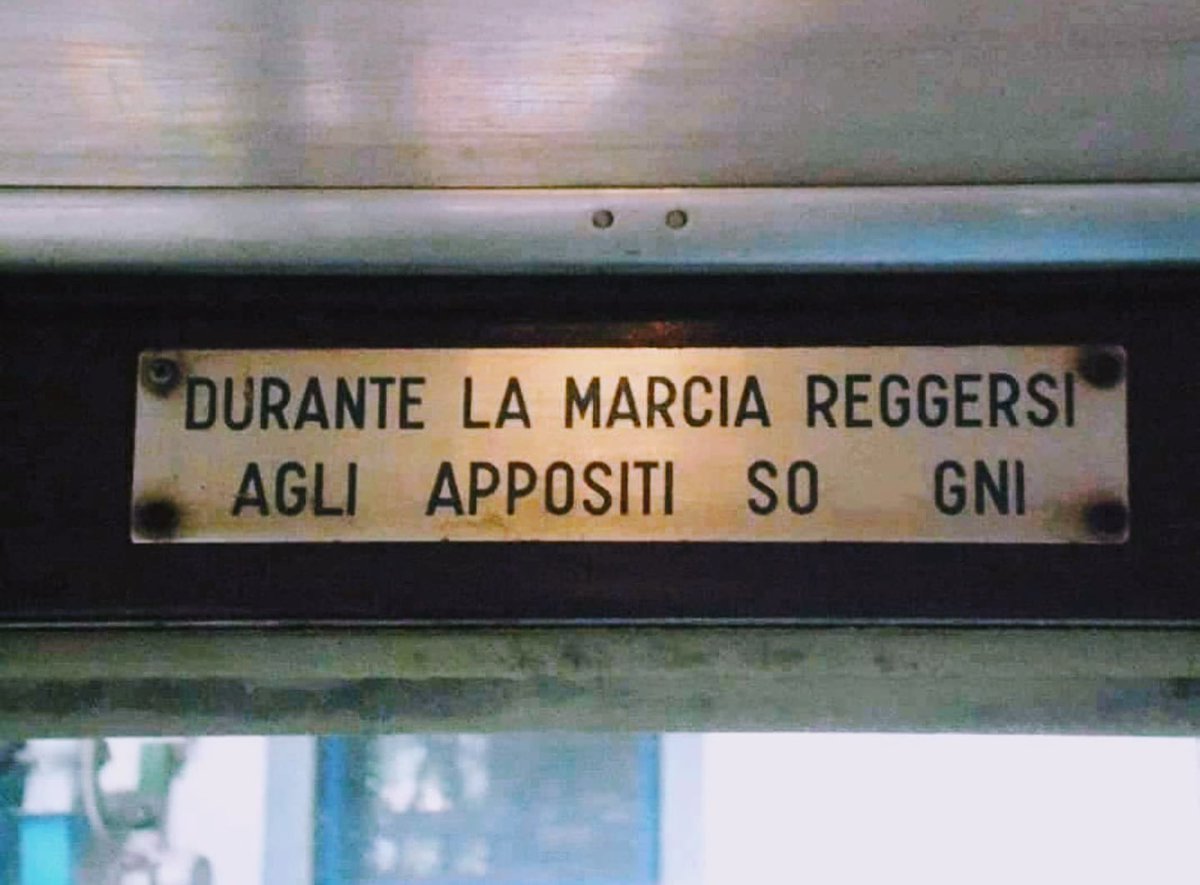 DURANTE LA MARCIA REGGERSI
AGLI APPOSITI SO GNI